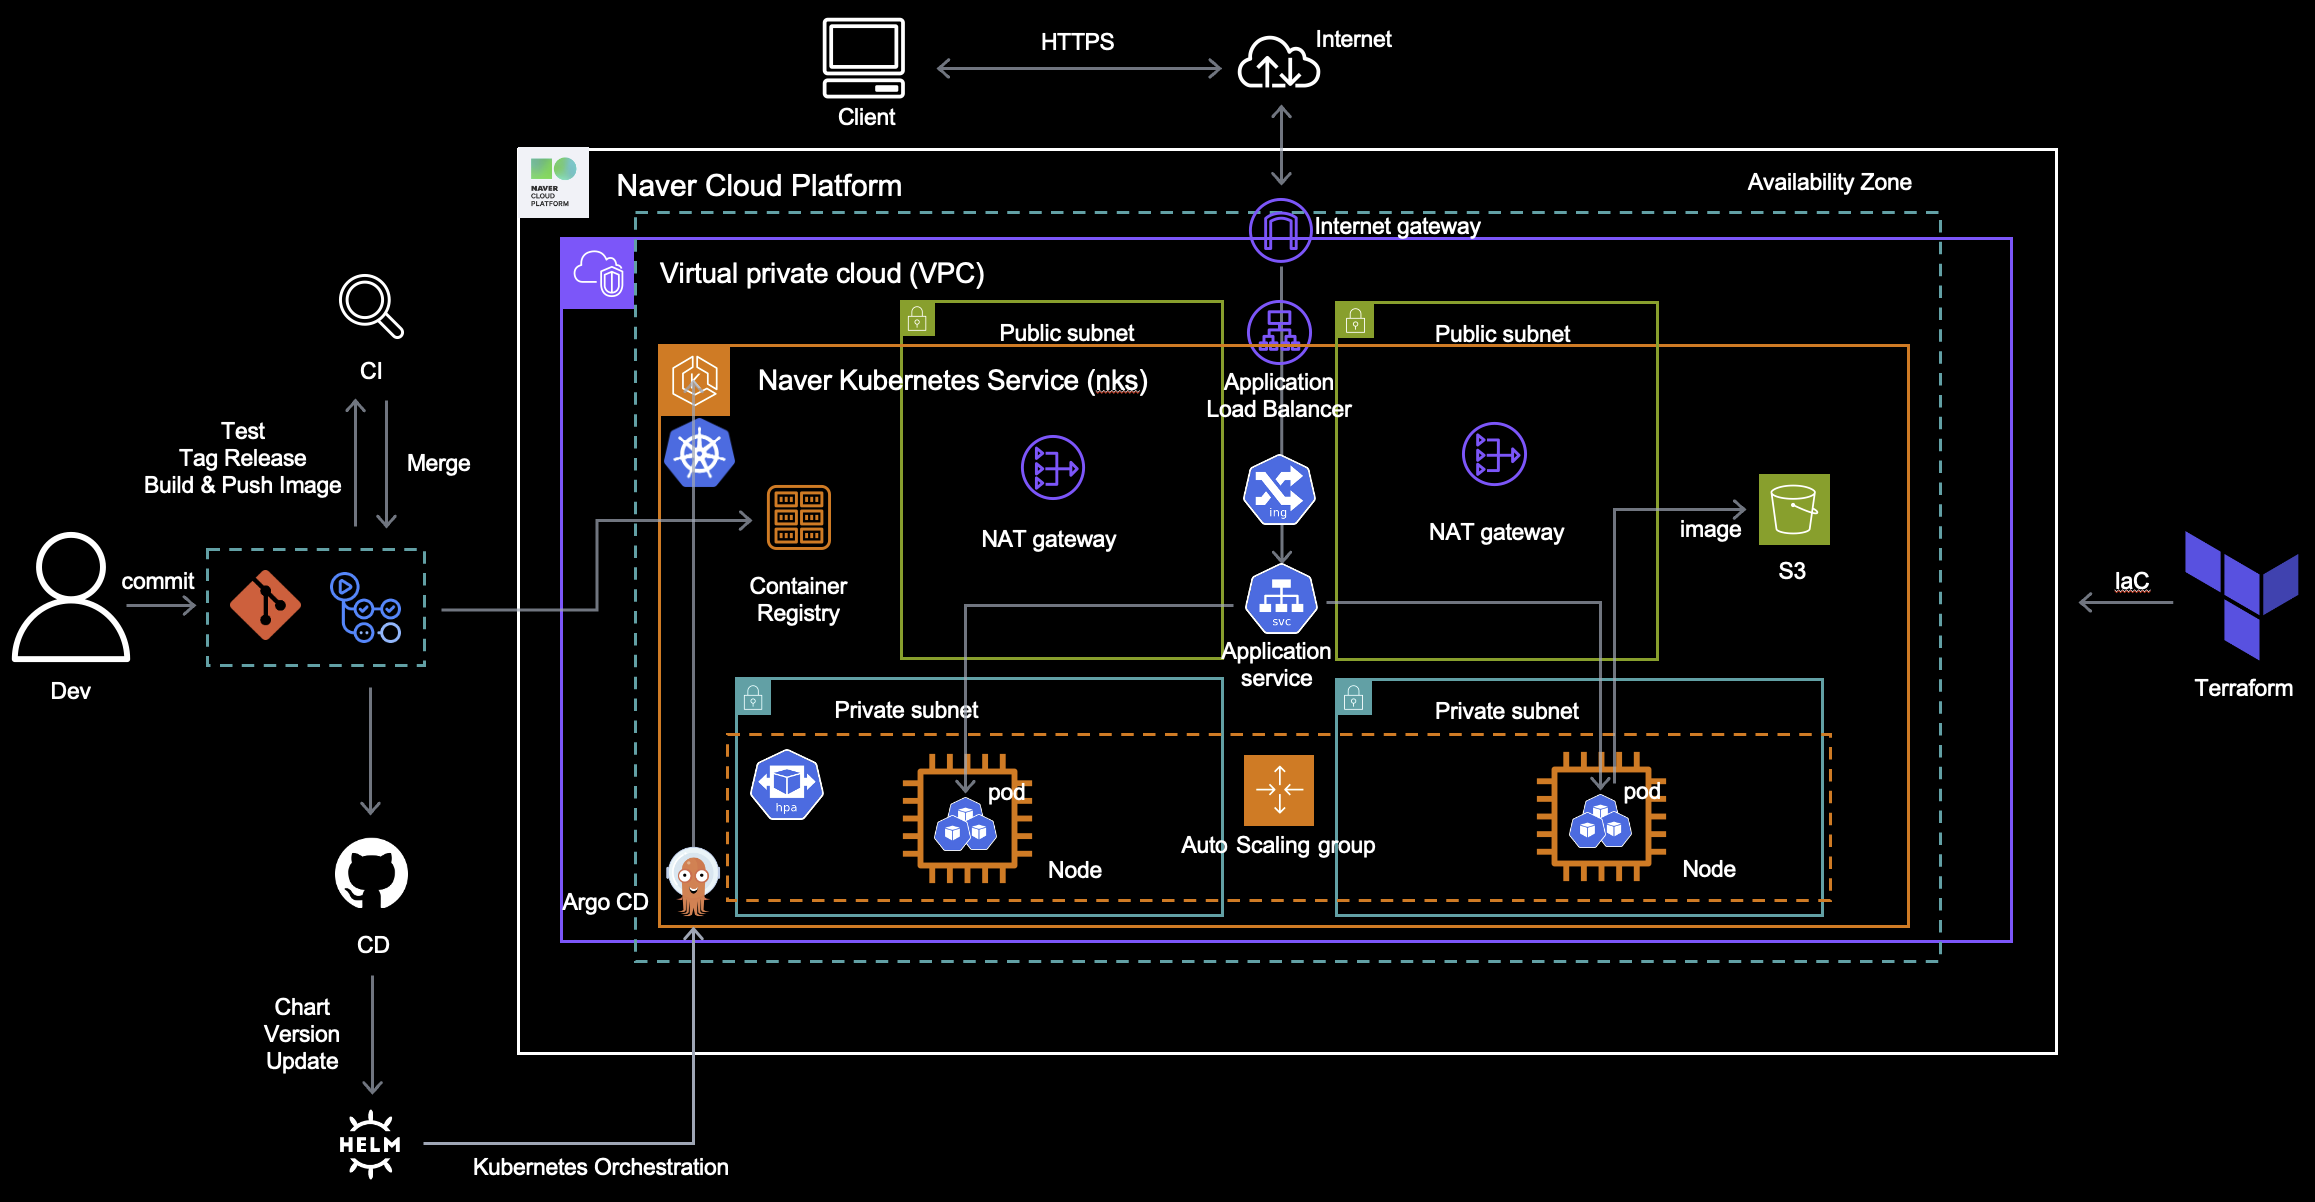 HTTPS
Internet
Client
NAVER
CLOUD
PLATFORM
Naver Cloud Platform
Availability Zone
Internet gateway
Virtual private cloud (VPC)
Public subnet
Public subnet
CI
Naver Kubernetes Service (nks)
Application
Load Balancer
Test
Tag Release
Build & Push Image
Merge
ing
NAT gateway
NAT gateway
image
S3
commit
Container
Registry
IaC
svc
Application
service
Dev
Terraform
Private subnet
Private subnet
hpa
pod
pod
Auto Scaling group
Node
Node
Argo CD
CD
Chart
Version
Update
HELM
Kubernetes Orchestration